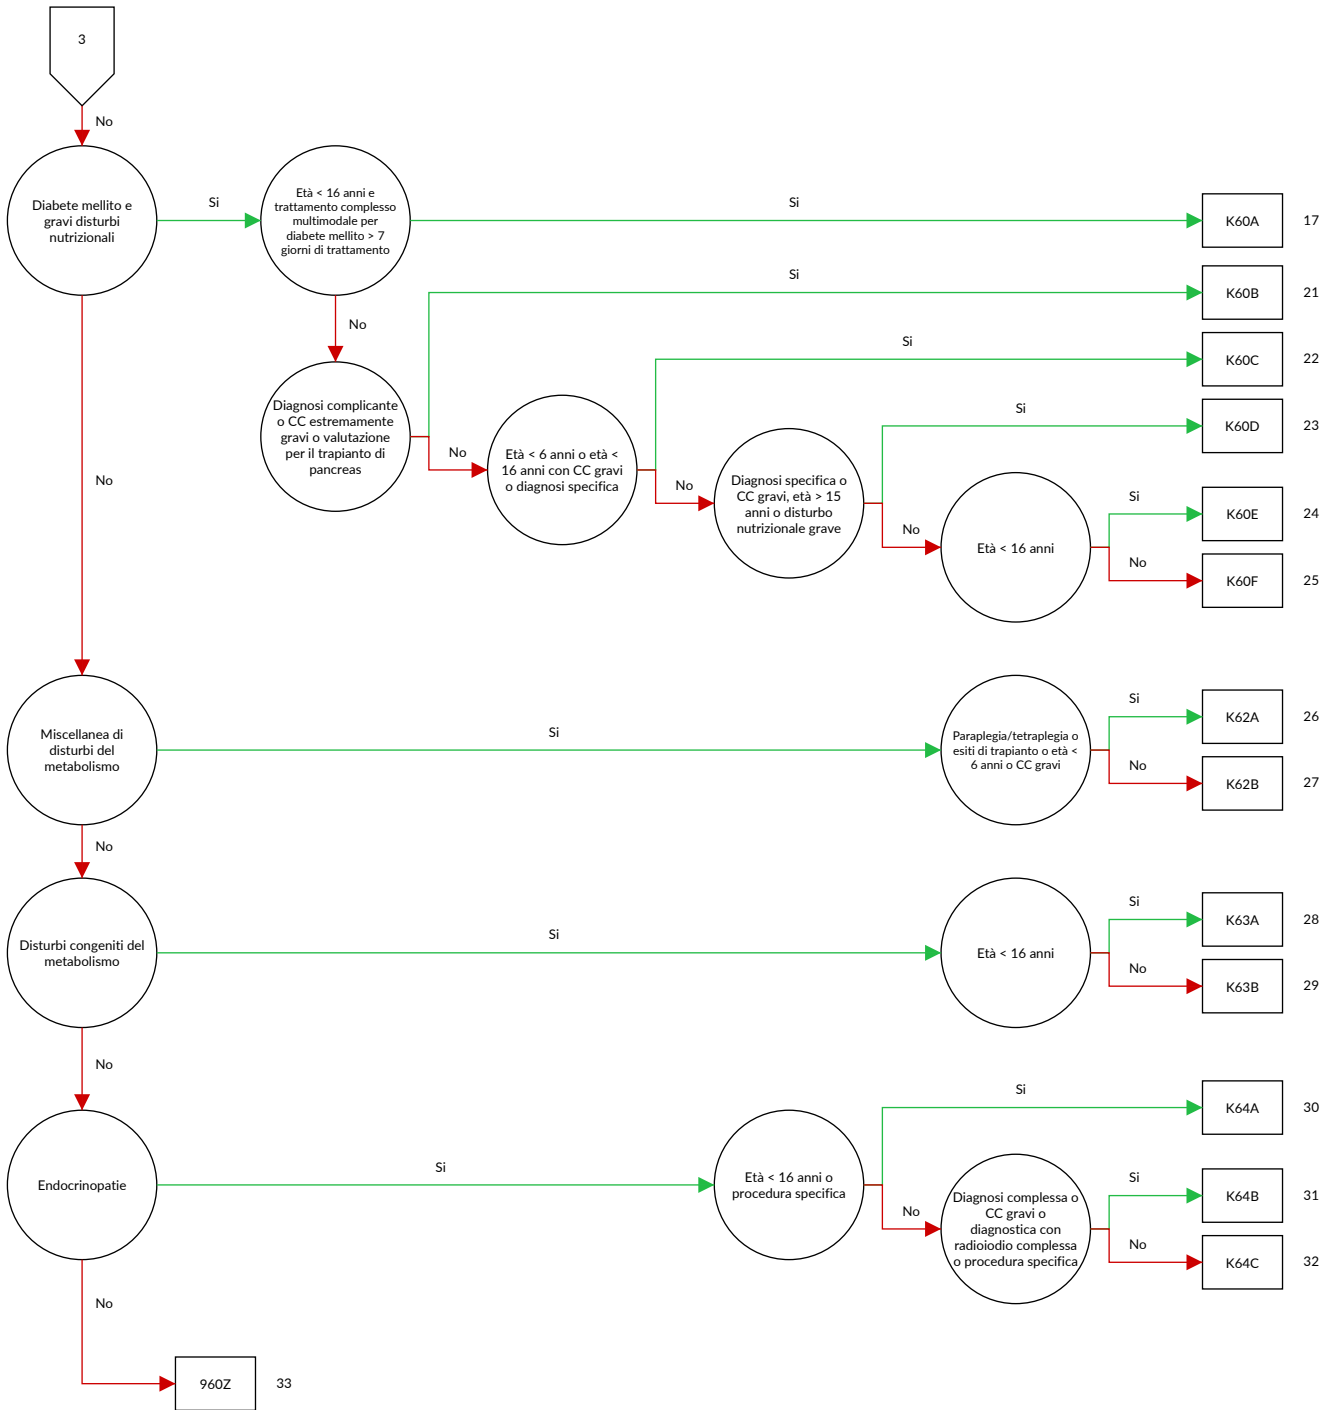 3
No
Diabete mellito e
gravi disturbi
nutrizionali
Si
Età < 16 anni e
trattamento complesso
multimodale per
diabete mellito > 7
giorni di trattamento
Si
K60A
17
Si
K60B
21
No
Si
K60C
22
Diagnosi complicante
o CC estremamente
gravi o valutazione
per il trapianto di
pancreas
Si
K60D
23
No
Età < 6 anni o età <
16 anni con CC gravi
o diagnosi specifica
No
No
Diagnosi specifica o
CC gravi, età > 15
anni o disturbo
nutrizionale grave
No
Età < 16 anni
Si
K60E
24
No
K60F
25
Miscellanea di
disturbi del
metabolismo
Si
Paraplegia/tetraplegia o
esiti di trapianto o età <
6 anni o CC gravi
Si
K62A
26
No
K62B
27
No
Disturbi congeniti del
metabolismo
Si
Età < 16 anni
Si
K63A
28
No
K63B
29
No
Endocrinopatie
Si
Età < 16 anni o
procedura specifica
Si
K64A
30
No
Diagnosi complessa o
CC gravi o
diagnostica con
radioiodio complessa
o procedura specifica
Si
K64B
31
No
K64C
32
No
960Z
33